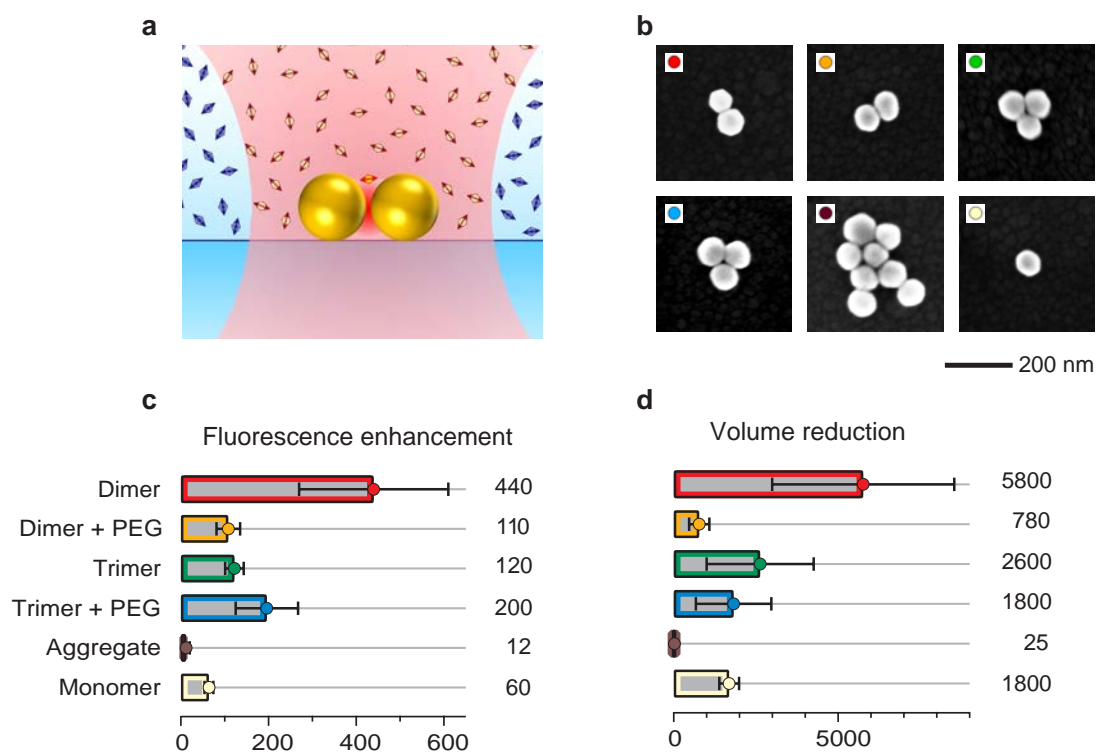 a
b
200 nm
c
Fluorescence enhancement
Dimer 440
Dimer + PEG 110
Trimer 120
Trimer + PEG 200
Aggregate 12
Monomer 60
0 200 400 600
d
Volume reduction
5800
780
2600
1800
25
1800
0 5000